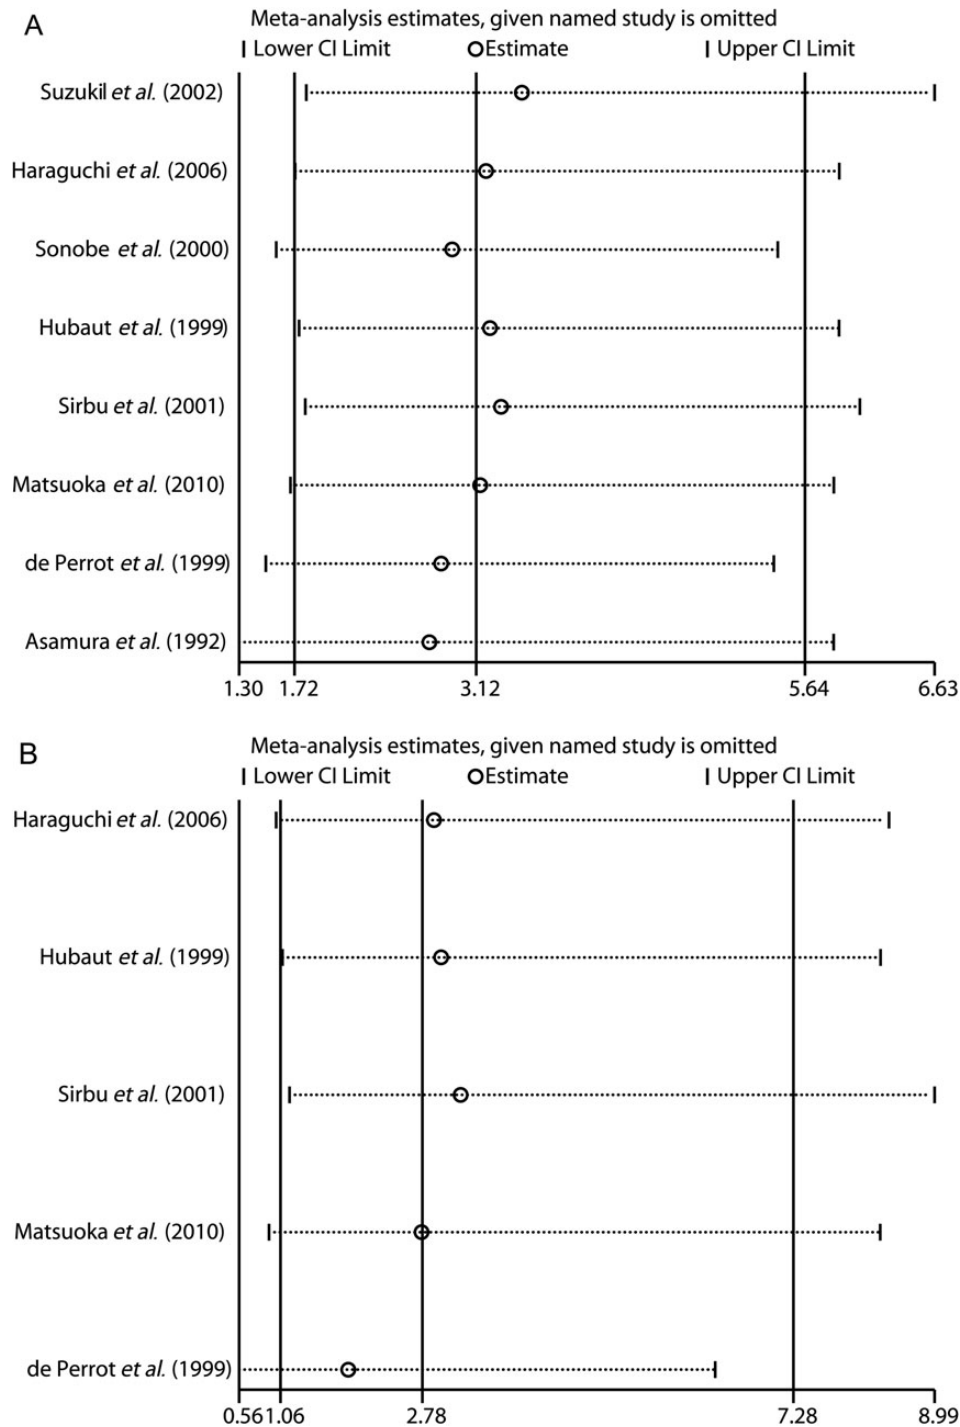 A
Meta-analysis estimates, given named study is omitted
Lower CI Limit Estimate Upper CI Limit
Suzukil et al. (2002)
Haraguchi et al. (2006)
Sonobe et al. (2000)
Hubaut et al. (1999)
Sirbu et al. (2001)
Matsuoka et al. (2010)
de Perrot et al. (1999)
Asamura et al. (1992)
1.30 1.72 3.12 5.64 6.63
B
Meta-analysis estimates, given named study is omitted
Lower CI Limit Estimate Upper CI Limit
Haraguchi et al. (2006)
Hubaut et al. (1999)
Sirbu et al. (2001)
Matsuoka et al. (2010)
de Perrot et al. (1999)
0.56 1.06 2.78 7.28 8.99